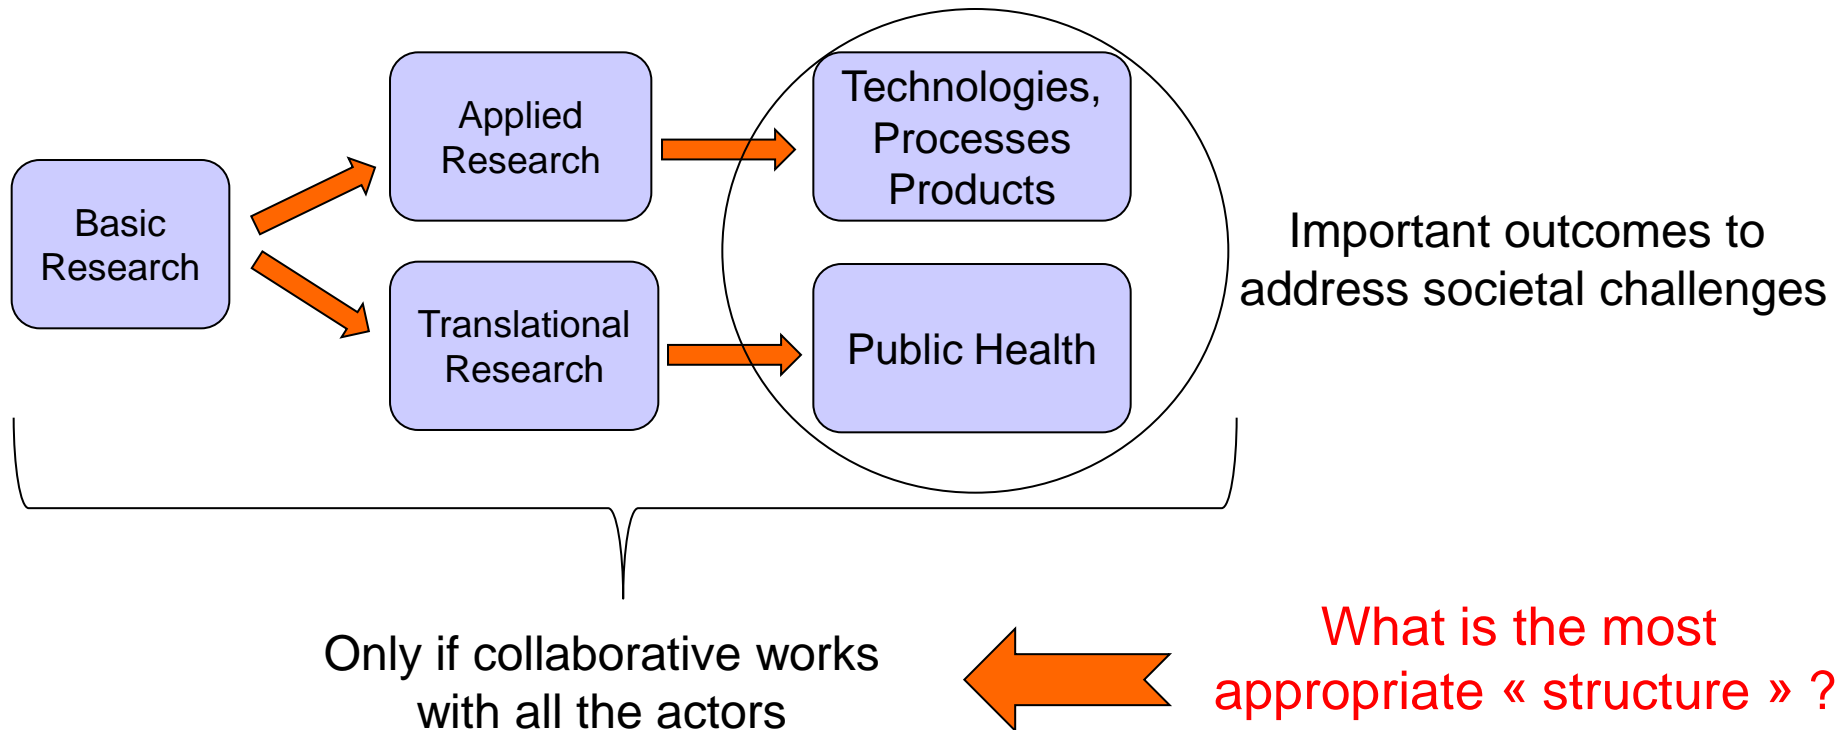 Basic
Research
Applied
Research
Translational
Research
Technologies,
Processes
Products
Public Health
Important outcomes to
address societal challenges
Only if collaborative works
with all the actors
What is the most
appropriate « structure » ?